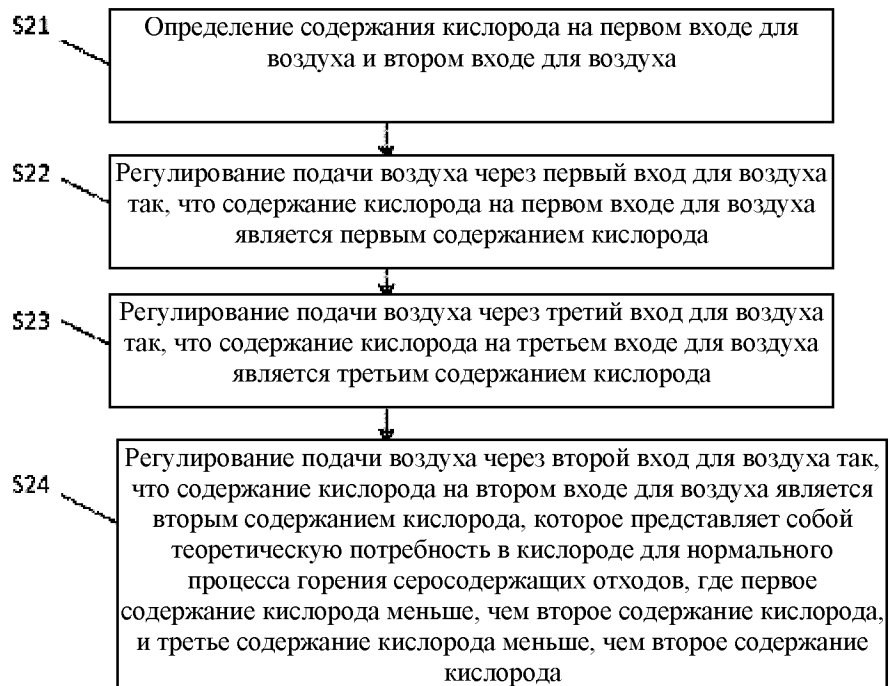 S21
Определение содержания кислорода на первом входе для
воздуха и втором входе для воздуха
S22
Регулирование подачи воздуха через первый вход для воздуха
так, что содержание кислорода на первом входе для воздуха
является первым содержанием кислорода
S23
Регулирование подачи воздуха через третий вход для воздуха
так, что содержание кислорода на третьем входе для воздуха
является третьим содержанием кислорода
S24
Регулирование подачи воздуха через второй вход для воздуха так,
что содержание кислорода на втором входе для воздуха является
вторым содержанием кислорода, которое представляет собой
теоретическую потребность в кислороде для нормального
процесса горения серосодержащих отходов, где первое
содержание кислорода меньше, чем второе содержание кислорода,
и третье содержание кислорода меньше, чем второе содержание
кислорода